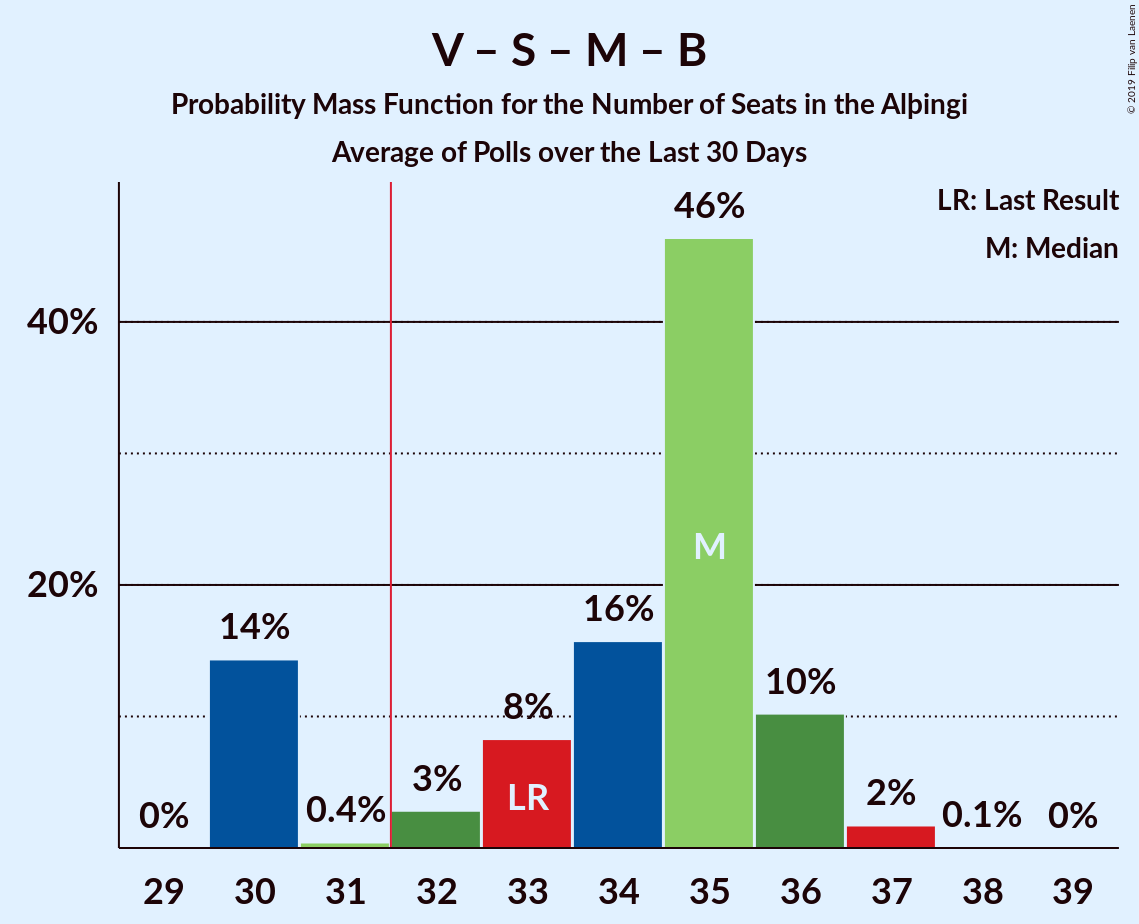 V – S – M – B
Probability Mass Function for the Number of Seats in the Alþingi
Average of Polls over the Last 30 Days
© 2019 Filip van Laenen
LR: Last Result
M: Median
46%
40%
M
20%
16%
14%
10%
8%
3%
LR
2%
0.4%
0%
0.1%
0%
29 30 31 32 33 34 35 36 37 38 39